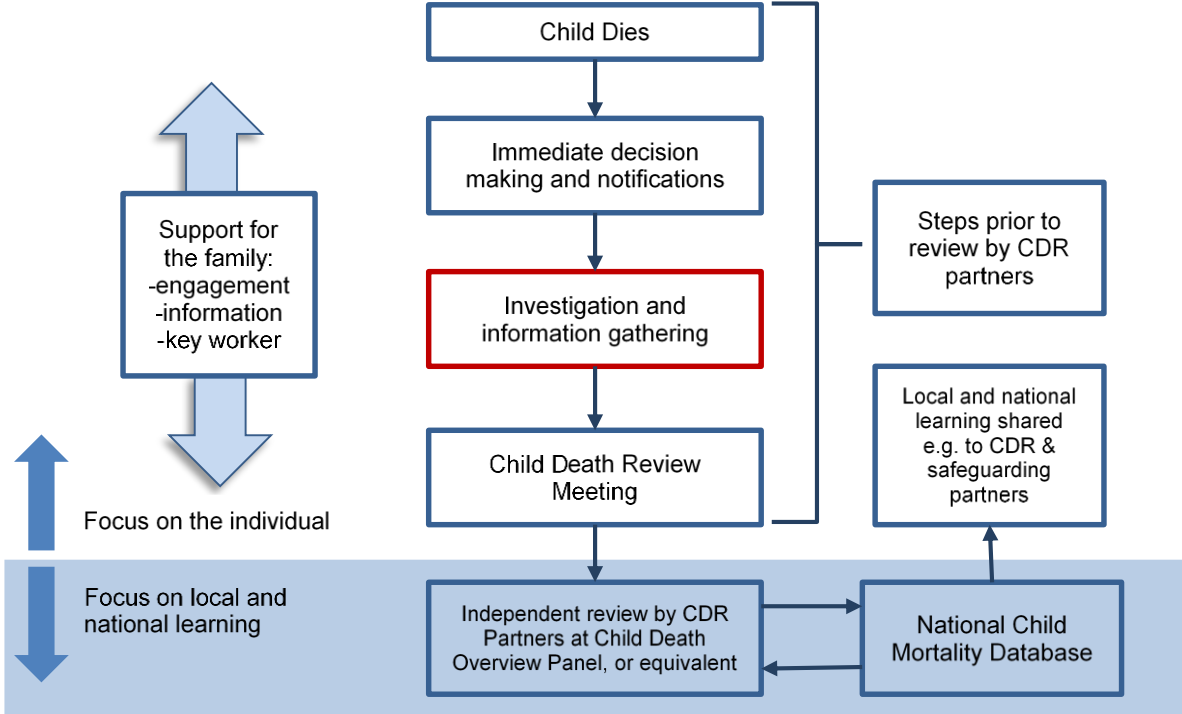 Child Dies
Immediate decision
making and notifications
Support for
the family:
-engagement
-information
-key worker
Steps prior to
review by CDR
partners
Investigation and
information gathering
Local and national
learning shared
e.g. to CDR &
safeguarding
partners
Child Death Review
Meeting
Focus on the individual
Focus on local and
national learning
Independent review by CDR
Partners at Child Death
Overview Panel, or equivalent
National Child
Mortality Database